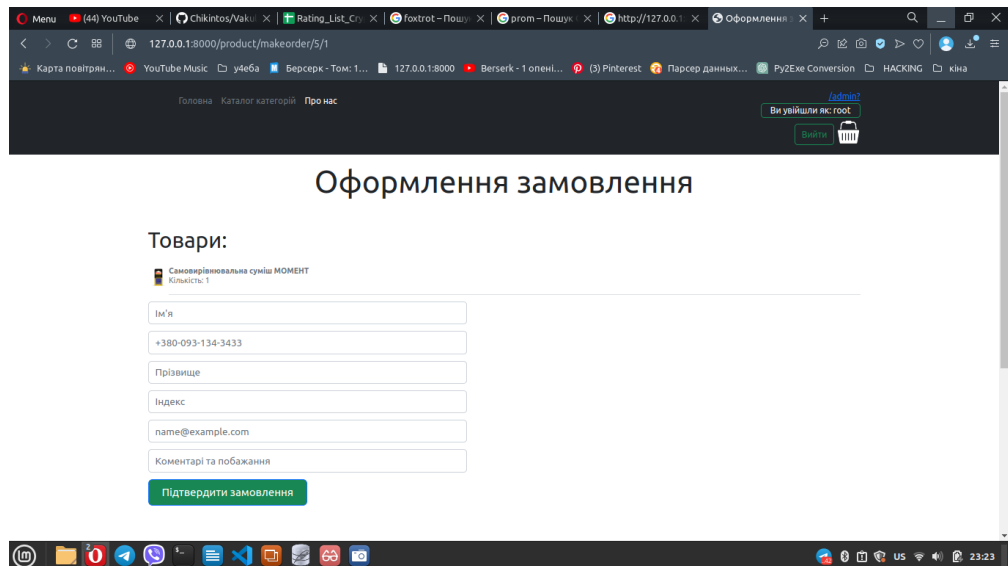 Menu
(44) YouTube
Chikintos/Vakul
Rating_List_Cry
foxtrot – Пошу
prom – Пошук
http://127.0.0.1
Оформлення з
127.0.0.1:8000/product/makeorder/5/1
Карта повітрян...
YouTube Music
у4еба
Берсерк - Том: 1...
127.0.0.1:8000
Berserk - 1 опені...
(3) Pinterest
Парсер данных...
Py2Exe Conversion
HACKING
кіна
/admin?
Головна Каталог категорій Про нас
Ви увійшли як: root
Вийти
Оформлення замовлення
Товари:
Самовирівнювальна суміш МОМЕНТ
Кількість: 1
Ім'я
+380-093-134-3433
Прізвище
Індекс
name@example.com
Коментарі та побажання
Підтвердити замовлення
US
23:23